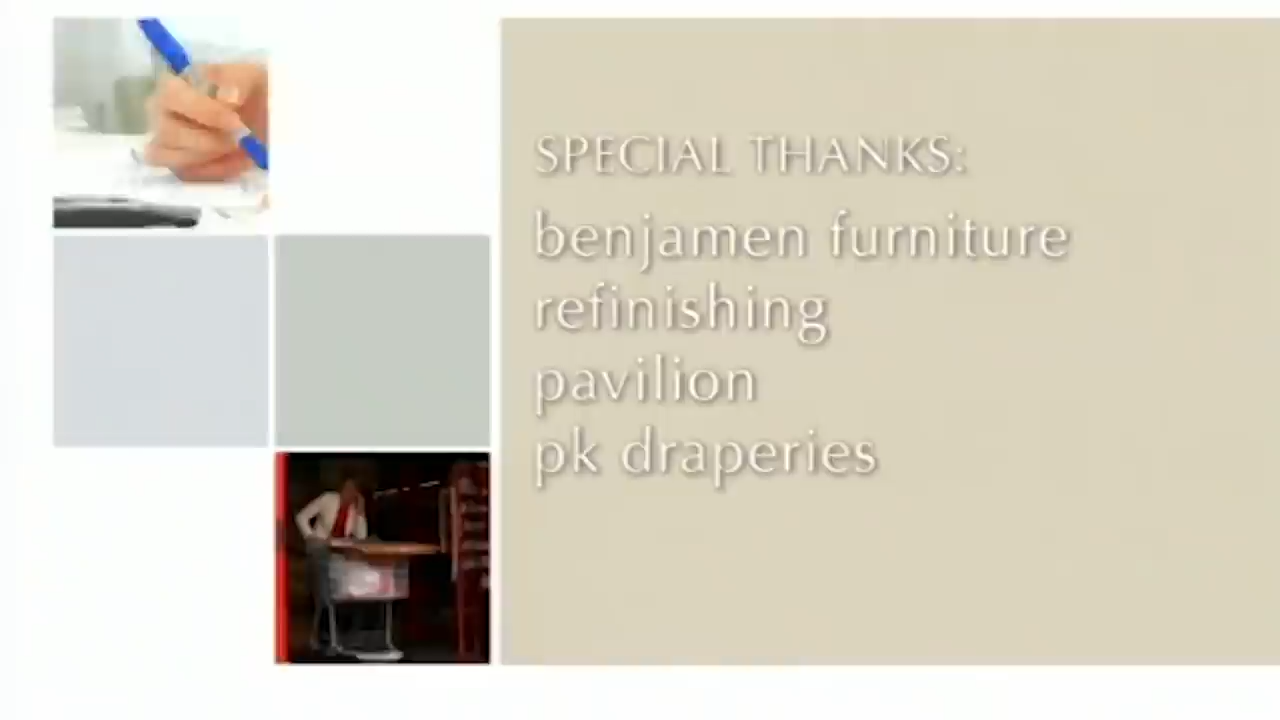 SPECIAL THANKS:
benjamen furniture
refinishing
pavilion
pk draperies